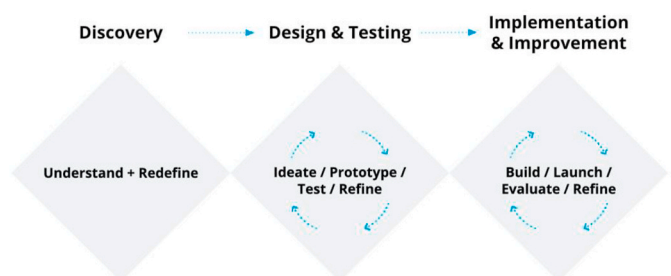 Discovery
Design & Testing
Implementation
& Improvement
Understand + Redefine
Ideate / Prototype /
Test / Refine
Build / Launch /
Evaluate / Refine